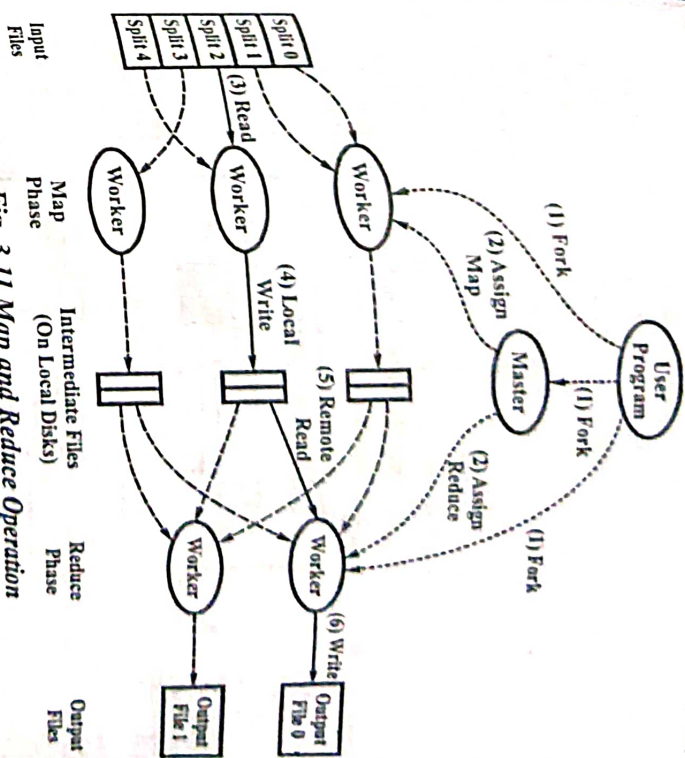 User
Program
(1) Fork
(1) Fork
(1) Fork
Master
(2) Assign
Map
(2) Assign
Reduce
Split 0
Split 1
Split 2
Split 3
Split 4
(3) Read
Worker
Worker
Worker
(4) Local
Write
(5) Remote
Read
Worker
Worker
(6) Write
Output
File 0
Output
File 1
Input
Files
Map
Phase
Intermediate Files
(On Local Disks)
Reduce
Phase
Output
Files
Fig. 3.11 Map and Reduce Operation